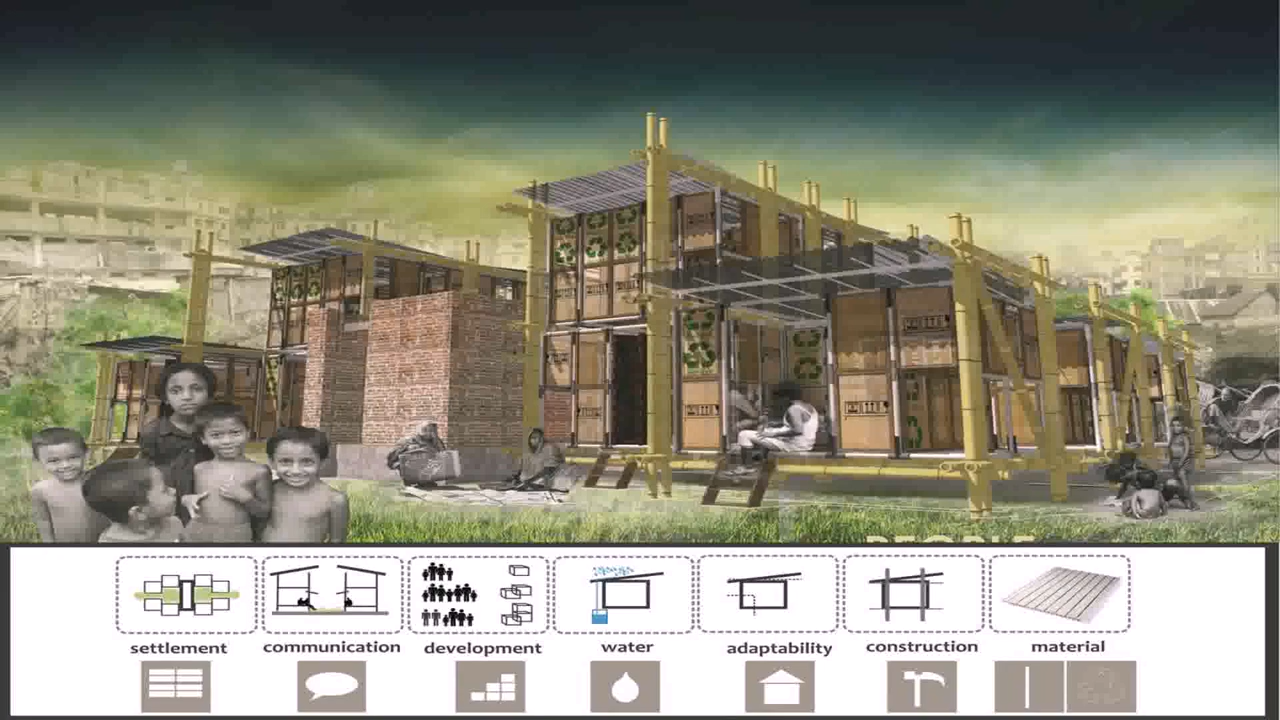 settlement
communication
development
water
adaptability
construction
material